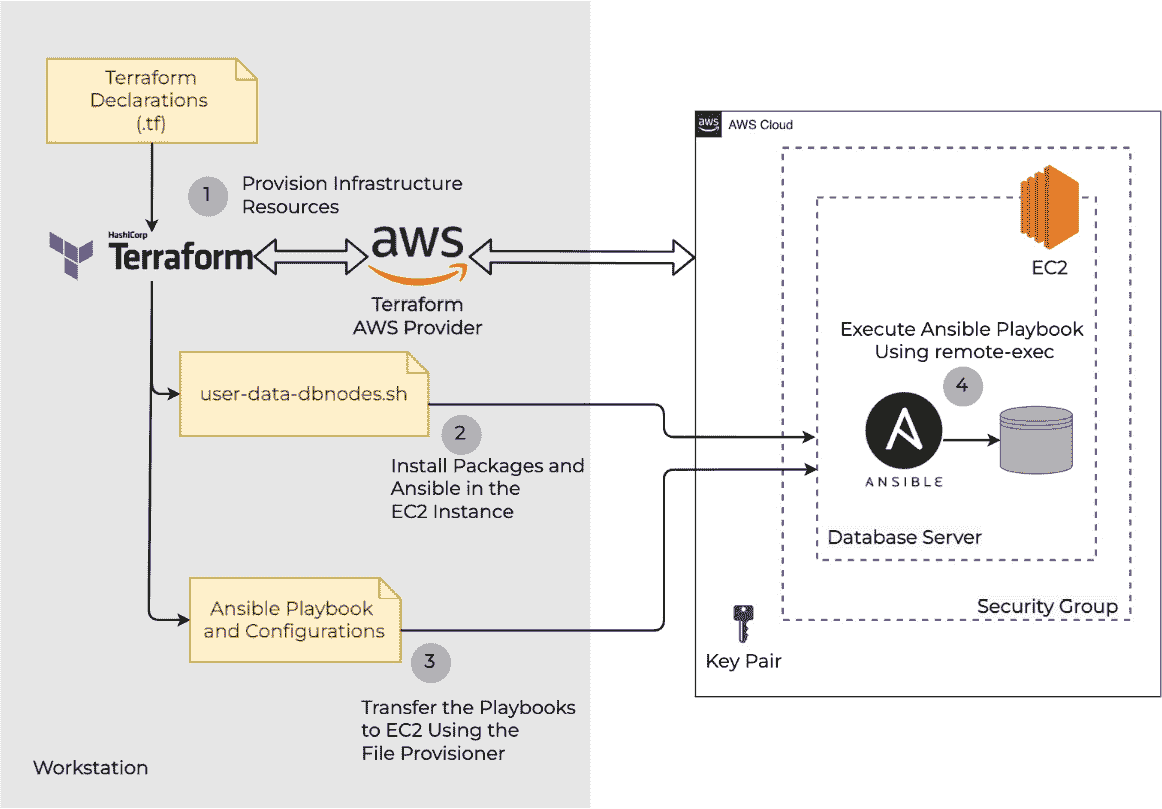 Terraform
Declarations
(.tf)
1
Provision Infrastructure
Resources
HashiCorp
Terraform
aws
Terraform
AWS Provider
user-data-dbnodes.sh
2
Install Packages and
Ansible in the
EC2 Instance
Ansible Playbook
and Configurations
3
Transfer the Playbooks
to EC2 Using the
File Provisioner
Workstation
aws
AWS Cloud
EC2
Execute Ansible Playbook
Using remote-exec
4
A
ANSIBLE
Database Server
Security Group
Key Pair